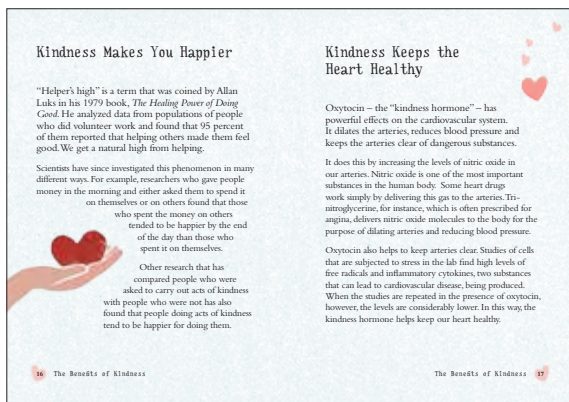 Kindness Makes You Happier
“Helper’s high” is a term that was coined by Allan
Luks in his 1979 book, The Healing Power of Doing
Good. He analyzed data from populations of people
who did volunteer work and found that 95 percent
of them reported that helping others made them feel
good. We get a natural high from helping.
Scientists have since investigated this phenomenon in many
different ways. For example, researchers who gave people
money in the morning and either asked them to spend it
on themselves or on others found that those
who spent the money on others
tended to be happier by the end
of the day than those who
spent it on themselves.
Other research that has
compared people who were
asked to carry out acts of kindness
with people who were not has also
found that people doing acts of kindness
tend to be happier for doing them.
16 The Benefits of Kindness
Kindness Keeps the
Heart Healthy
Oxytocin – the “kindness hormone” – has
powerful effects on the cardiovascular system.
It dilates the arteries, reduces blood pressure and
keeps the arteries clear of dangerous substances.
It does this by increasing the levels of nitric oxide in
our arteries. Nitric oxide is one of the most important
substances in the human body. Some heart drugs
work simply by delivering this gas to the arteries. Tri-
nitroglycerine, for instance, which is often prescribed for
angina, delivers nitric oxide molecules to the body for the
purpose of dilating arteries and reducing blood pressure.
Oxytocin also helps to keep arteries clear. Studies of cells
that are subjected to stress in the lab find high levels of
free radicals and inflammatory cytokines, two substances
that can lead to cardiovascular disease, being produced.
When the studies are repeated in the presence of oxytocin,
however, the levels are considerably lower. In this way, the
kindness hormone helps keep our heart healthy.
The Benefits of Kindness 17